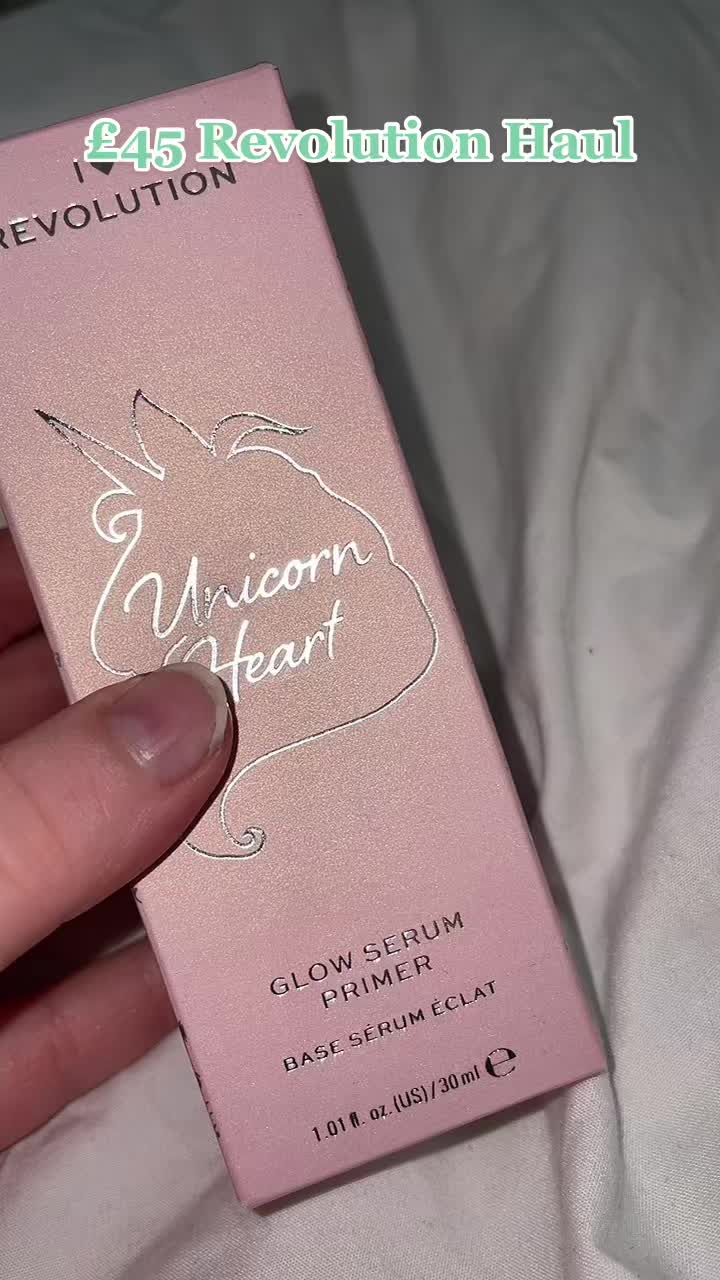 £45 Revolution Haul
I ♥
REVOLUTION
Unicorn
Heart
GLOW SERUM
PRIMER
BASE SÉRUM ÉCLAT
1.01 fl. oz. (US) / 30 ml ℮